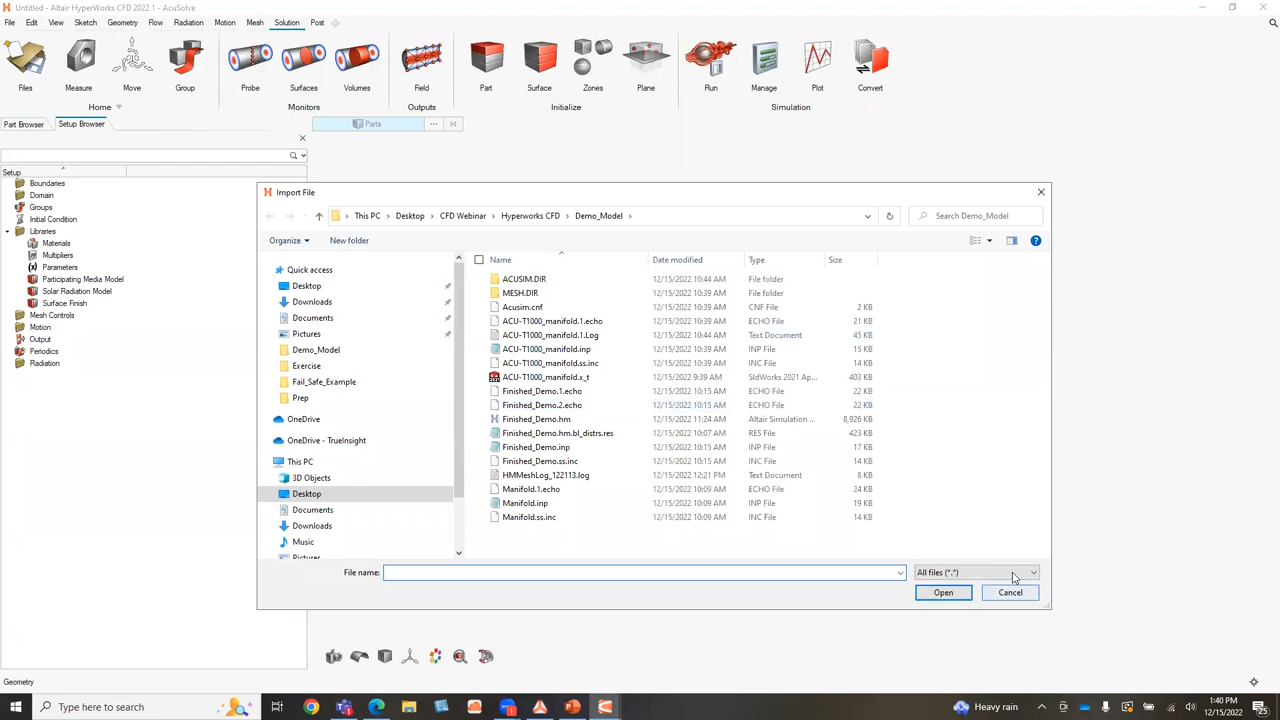 Untitled - Altair HyperWorks CFD 2022.1 - AcuSolve
File Edit View Sketch Geometry Flow Radiation Motion Mesh Solution Post
Files Measure Move Group Probe Surfaces Volumes Field Part Surface Zones Plane Run Manage Plot Convert
Home Monitors Outputs Initialize Simulation
Part Browser Setup Browser Parts
Setup
Boundaries
Domain
Groups
Initial Condition
Libraries
Materials
Multipliers
Parameters
Participating Media Model
Solar Radiation Model
Surface Finish
Mesh Controls
Motion
Output
Periodics
Radiation
Import File
This PC > Desktop > CFD Webinar > Hyperworks CFD > Demo_Model >
Search Demo_Model
Organize New folder
Quick access
Desktop
Downloads
Documents
Pictures
Demo_Model
Exercise
Fail_Safe_Example
Prep
OneDrive
OneDrive - TrueInsight
This PC
3D Objects
Desktop
Documents
Downloads
Music
Pictures
Name Date modified Type Size
ACUSIM.DIR 12/15/2022 10:44 AM File folder
MESH.DIR 12/15/2022 10:39 AM File folder
Acusim.cnf 12/15/2022 10:39 AM CNF File 2 KB
ACU-T1000_manifold.1.echo 12/15/2022 10:39 AM ECHO File 21 KB
ACU-T1000_manifold.1.Log 12/15/2022 10:44 AM Text Document 45 KB
ACU-T1000_manifold.inp 12/15/2022 10:39 AM INP File 15 KB
ACU-T1000_manifold.ss.inc 12/15/2022 10:39 AM INC File 14 KB
ACU-T1000_manifold.x_t 12/15/2022 9:39 AM SldWorks 2021 Ap... 403 KB
Finished_Demo.1.echo 12/15/2022 10:15 AM ECHO File 22 KB
Finished_Demo.2.echo 12/15/2022 10:15 AM ECHO File 22 KB
Finished_Demo.hm 12/15/2022 11:24 AM Altair Simulation ... 8,926 KB
Finished_Demo.hm.bl_distrs.res 12/15/2022 10:07 AM RES File 423 KB
Finished_Demo.inp 12/15/2022 10:15 AM INP File 17 KB
Finished_Demo.ss.inc 12/15/2022 10:15 AM INC File 14 KB
HMMeshLog_122113.log 12/15/2022 12:21 PM Text Document 8 KB
Manifold.1.echo 12/15/2022 10:09 AM ECHO File 24 KB
Manifold.inp 12/15/2022 10:09 AM INP File 19 KB
Manifold.ss.inc 12/15/2022 10:09 AM INC File 14 KB
File name: All files (*.*)
Open Cancel
Geometry
Type here to search
Heavy rain
1:40 PM
12/15/2022